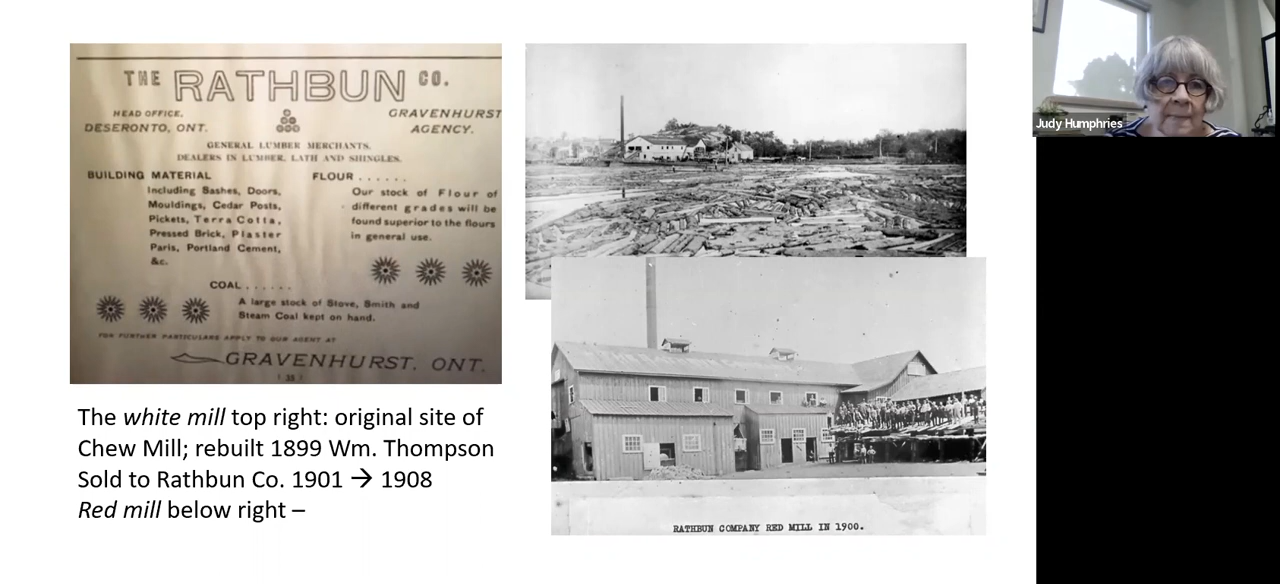 THE RATHBUN CO.
HEAD OFFICE,
DESERONTO, ONT.
GRAVENHURST
AGENCY.
GENERAL LUMBER MERCHANTS.
DEALERS IN LUMBER, LATH AND SHINGLES.
BUILDING MATERIAL
Including Sashes, Doors,
Mouldings, Cedar Posts,
Pickets, Terra Cotta,
Pressed Brick, Plaster
Paris, Portland Cement,
&c.
FLOUR . . . . . .
Our stock of Flour of
different grades will be
found superior to the flours
in general use.
COAL . . . . . .
A large stock of Stove, Smith and
Steam Coal kept on hand.
FOR FURTHER PARTICULARS APPLY TO OUR AGENT AT
GRAVENHURST. ONT.
The white mill top right: original site of
Chew Mill; rebuilt 1899 Wm. Thompson
Sold to Rathbun Co. 1901 → 1908
Red mill below right –
RATHBUN COMPANY RED MILL IN 1900.
Judy Humphries